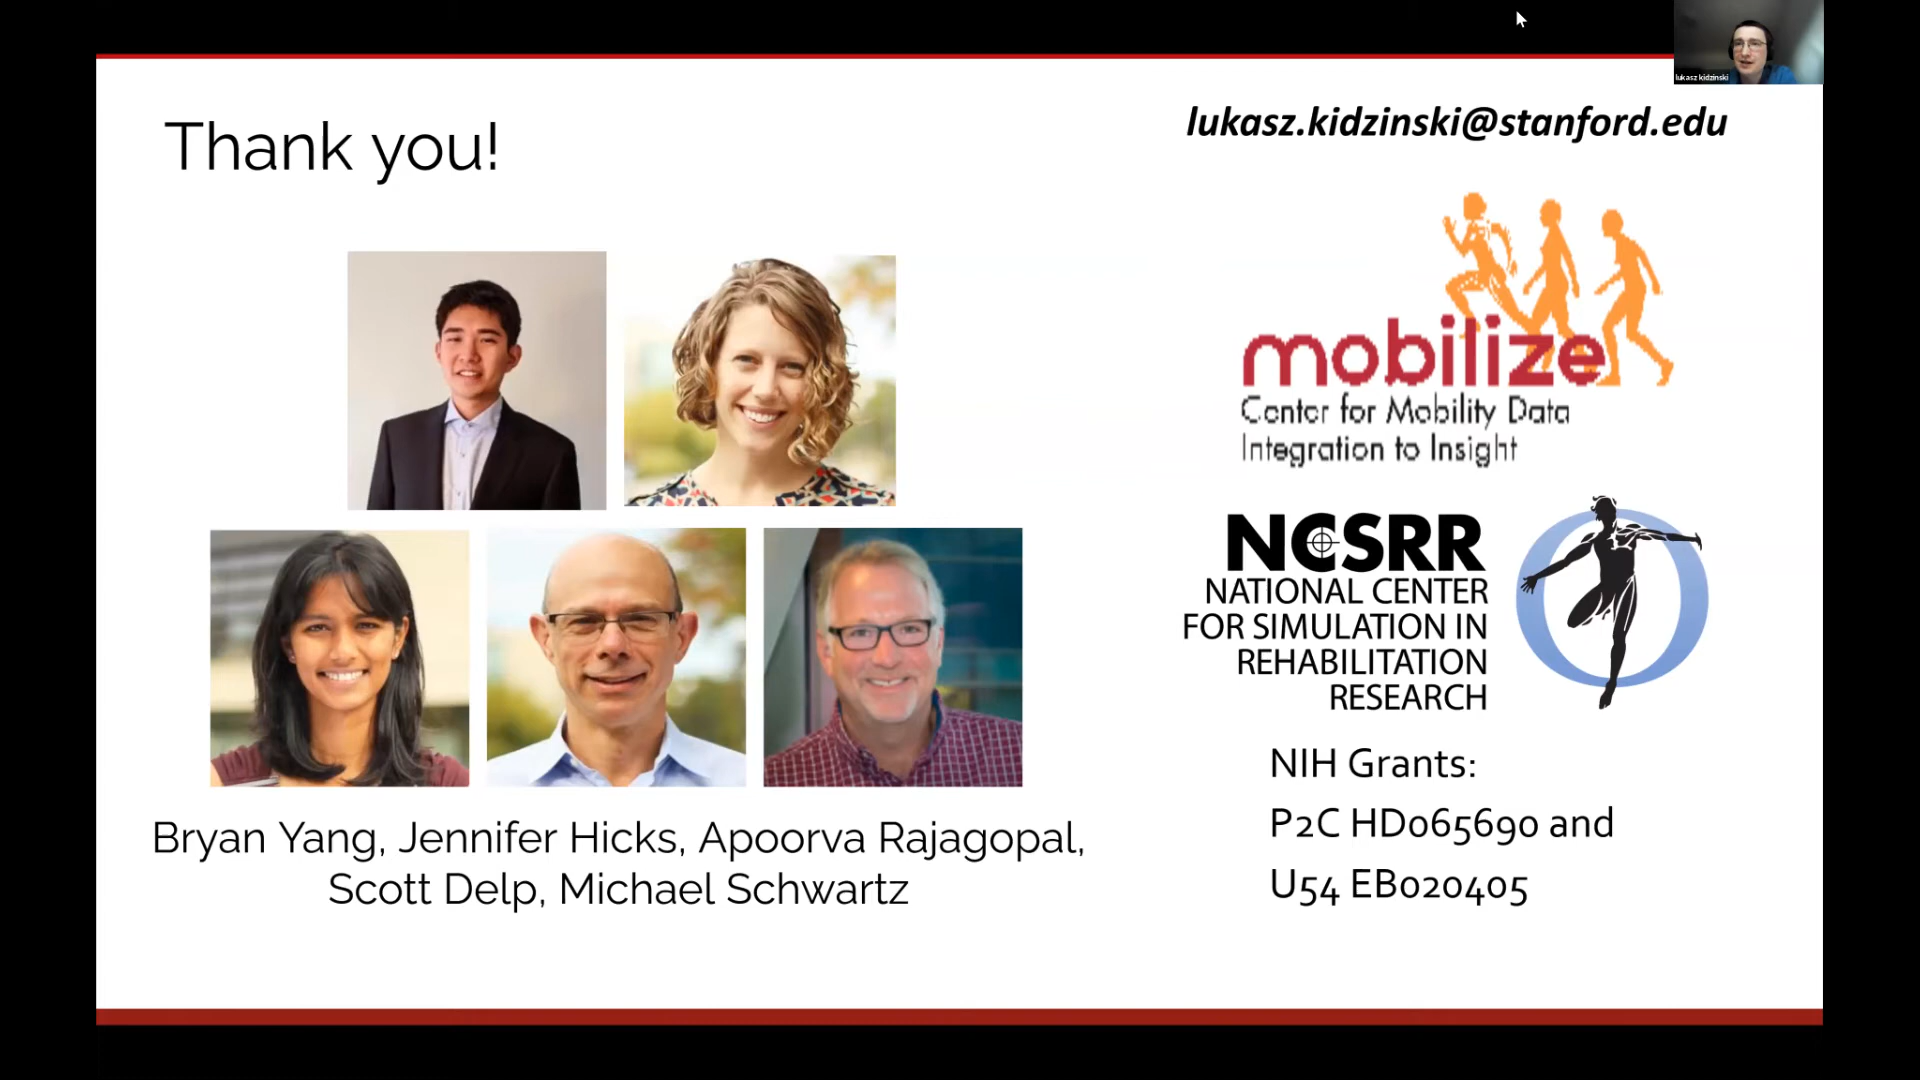 lukasz kidzinski
Thank you!
lukasz.kidzinski@stanford.edu
mobilize
Center for Mobility Data
Integration to Insight
NCSRR
NATIONAL CENTER
FOR SIMULATION IN
REHABILITATION
RESEARCH
NIH Grants:
P2C HD065690 and
U54 EB020405
Bryan Yang, Jennifer Hicks, Apoorva Rajagopal,
Scott Delp, Michael Schwartz